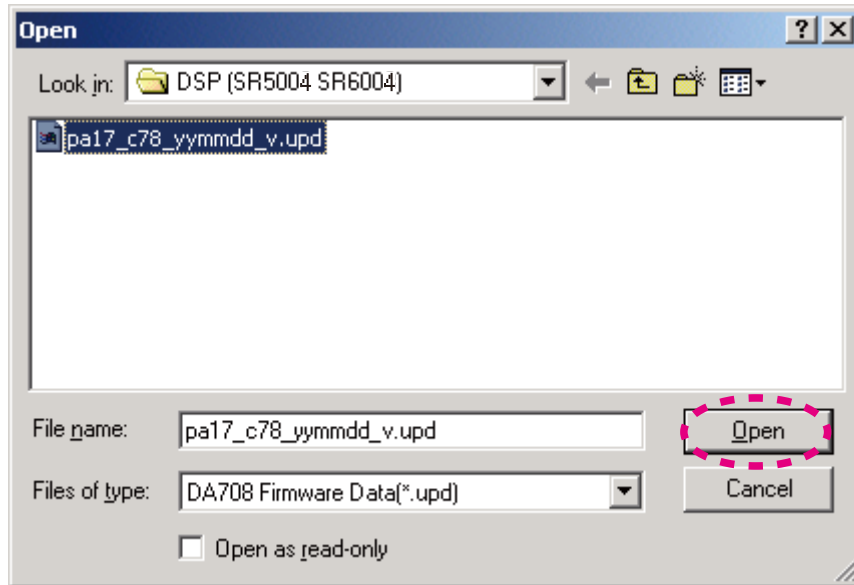 Open
Look in: DSP (SR5004 SR6004)
pa17_c78_yymmdd_v.upd
File name: pa17_c78_yymmdd_v.upd Open
Files of type: DA708 Firmware Data(*.upd) Cancel
Open as read-only